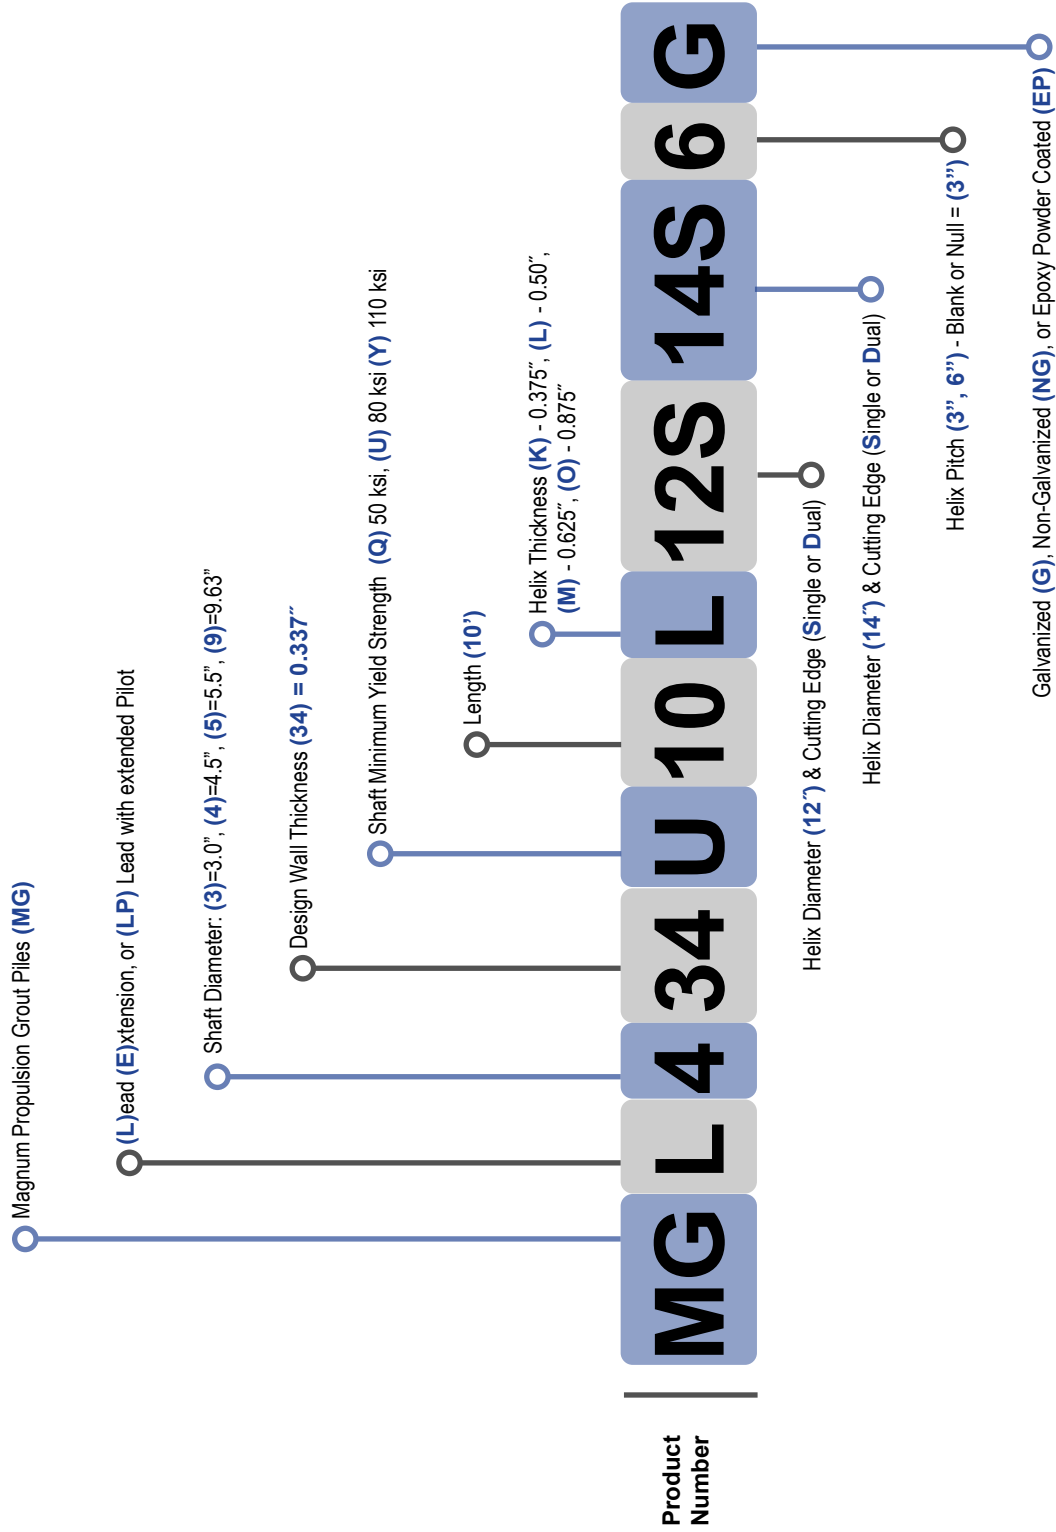 Magnum Propulsion Grout Piles (MG)
(L)ead (E)xtension, or (LP) Lead with extended Pilot
Shaft Diameter: (3)=3.0”, (4)=4.5”, (5)=5.5”, (9)=9.63”
Design Wall Thickness (34) = 0.337˝
Shaft Minimum Yield Strength (Q) 50 ksi, (U) 80 ksi (Y) 110 ksi
Length (10’)
Helix Thickness (K) - 0.375˝, (L) - 0.50˝,
(M) - 0.625˝, (O) - 0.875˝
Product
Number
MG L 4 34 U 10 L 12S 14S 6 G
Helix Diameter (12˝) & Cutting Edge (Single or Dual)
Helix Diameter (14˝) & Cutting Edge (Single or Dual)
Helix Pitch (3”, 6”) - Blank or Null = (3”)
Galvanized (G), Non-Galvanized (NG), or Epoxy Powder Coated (EP)